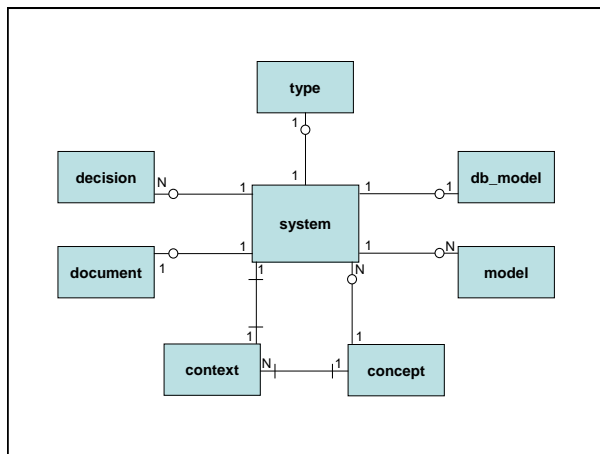 type
1
decision
N
1
1
1
1
db_model
system
document
1
1
1
N
model
1
N
1
1
context
N
1
concept